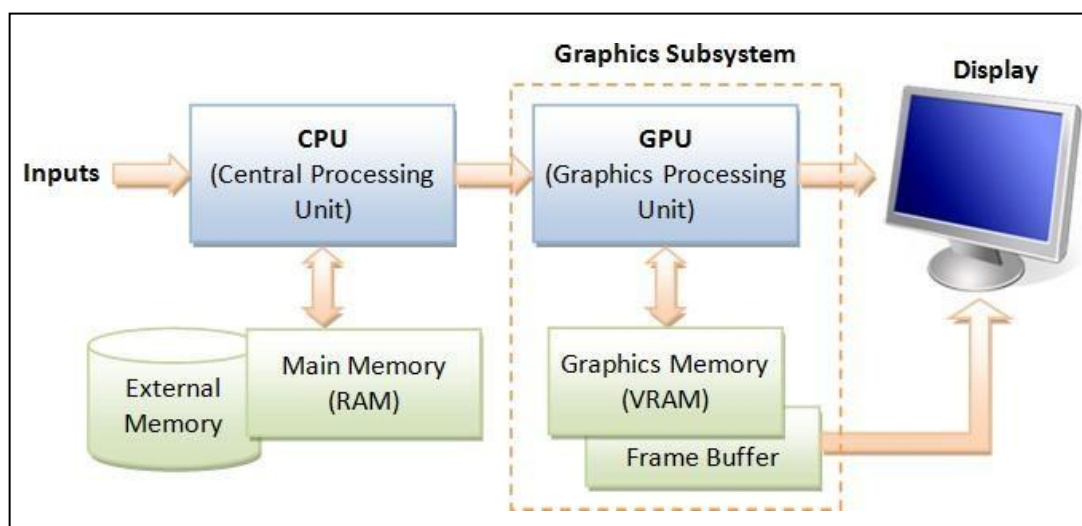 Graphics Subsystem
Display
Inputs
CPU
(Central Processing
Unit)
GPU
(Graphics Processing
Unit)
External
Memory
Main Memory
(RAM)
Graphics Memory
(VRAM)
Frame Buffer